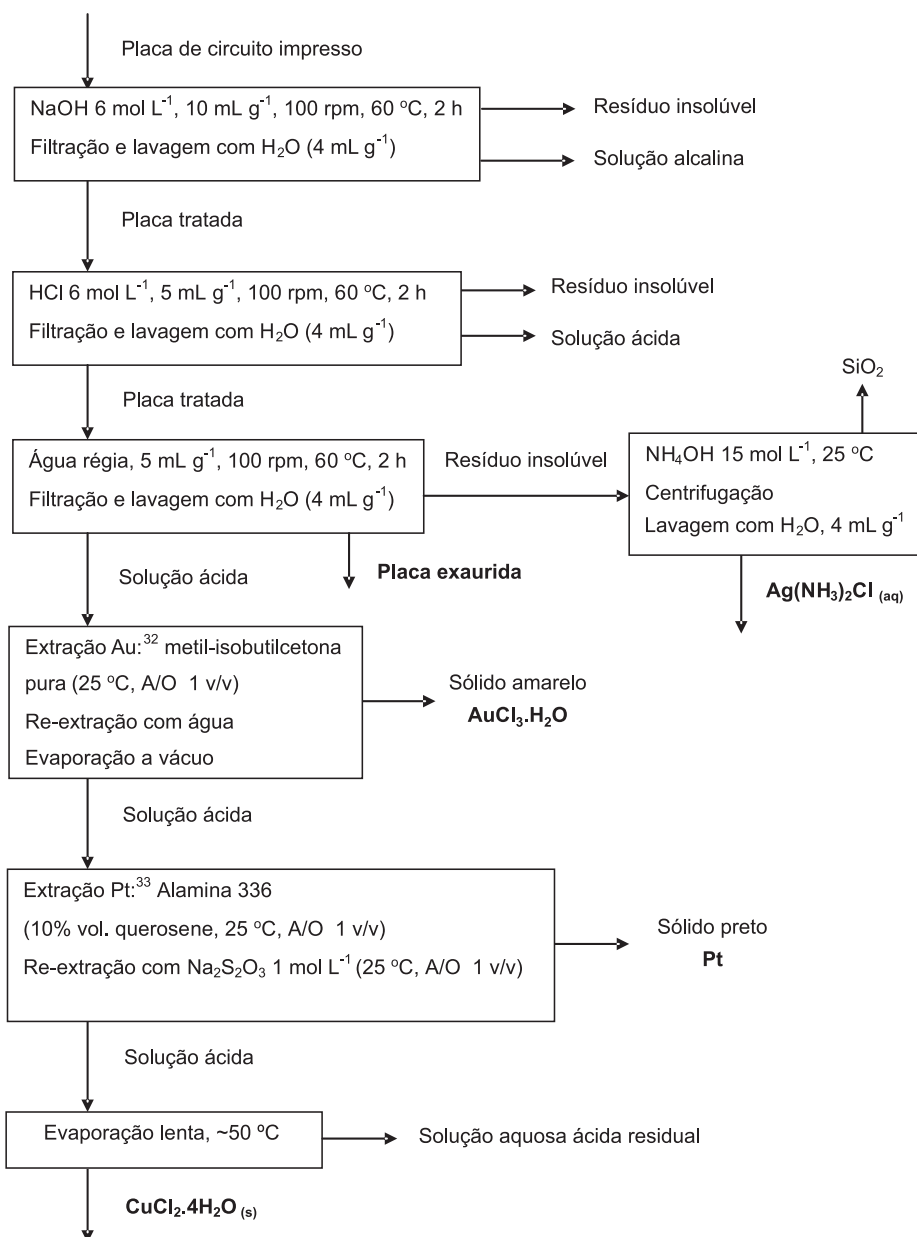 Placa de circuito impresso
NaOH 6 mol L⁻¹, 10 mL g⁻¹, 100 rpm, 60 °C, 2 h
Filtração e lavagem com H₂O (4 mL g⁻¹)
Resíduo insolúvel
Solução alcalina
Placa tratada
HCl 6 mol L⁻¹, 5 mL g⁻¹, 100 rpm, 60 °C, 2 h
Filtração e lavagem com H₂O (4 mL g⁻¹)
Resíduo insolúvel
Solução ácida
Placa tratada
SiO₂
Água régia, 5 mL g⁻¹, 100 rpm, 60 °C, 2 h
Filtração e lavagem com H₂O (4 mL g⁻¹)
Resíduo insolúvel
NH₄OH 15 mol L⁻¹, 25 °C
Centrifugação
Lavagem com H₂O, 4 mL g⁻¹
Solução ácida
Placa exaurida
Ag(NH₃)₂Cl (aq)
Extração Au:³² metil-isobutilcetona
pura (25 °C, A/O 1 v/v)
Re-extração com água
Evaporação a vácuo
Sólido amarelo
AuCl₃.H₂O
Solução ácida
Extração Pt:³³ Alamina 336
(10% vol. querosene, 25 °C, A/O 1 v/v)
Re-extração com Na₂S₂O₃ 1 mol L⁻¹ (25 °C, A/O 1 v/v)
Sólido preto
Pt
Solução ácida
Evaporação lenta, ~50 ºC
Solução aquosa ácida residual
CuCl₂.4H₂O (s)